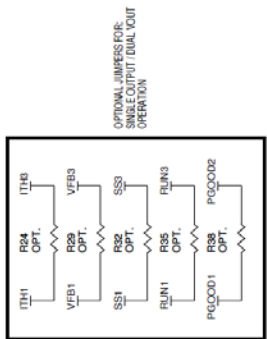 OPTIONAL JUMPERS FOR:
SINGLE OUTPUT / DUAL VOUT
OPERATION
ITH1
R24
OPT.
ITH3
VFB1
R29
OPT.
VFB3
SS1
R32
OPT.
SS3
RUN1
R35
OPT.
RUN3
PGOOD1
R38
OPT.
PGOOD2